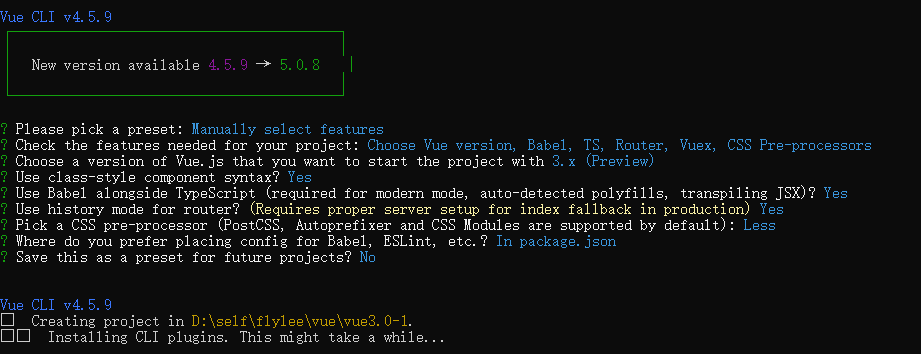 Vue CLI v4.5.9
New version available 4.5.9 → 5.0.8
? Please pick a preset: Manually select features
? Check the features needed for your project: Choose Vue version, Babel, TS, Router, Vuex, CSS Pre-processors
? Choose a version of Vue.js that you want to start the project with 3.x (Preview)
? Use class-style component syntax? Yes
? Use Babel alongside TypeScript (required for modern mode, auto-detected polyfills, transpiling JSX)? Yes
? Use history mode for router? (Requires proper server setup for index fallback in production) Yes
? Pick a CSS pre-processor (PostCSS, Autoprefixer and CSS Modules are supported by default): Less
? Where do you prefer placing config for Babel, ESLint, etc.? In package.json
? Save this as a preset for future projects? No
Vue CLI v4.5.9
Creating project in D:\self\flylee\vue\vue3.0-1.
Installing CLI plugins. This might take a while...